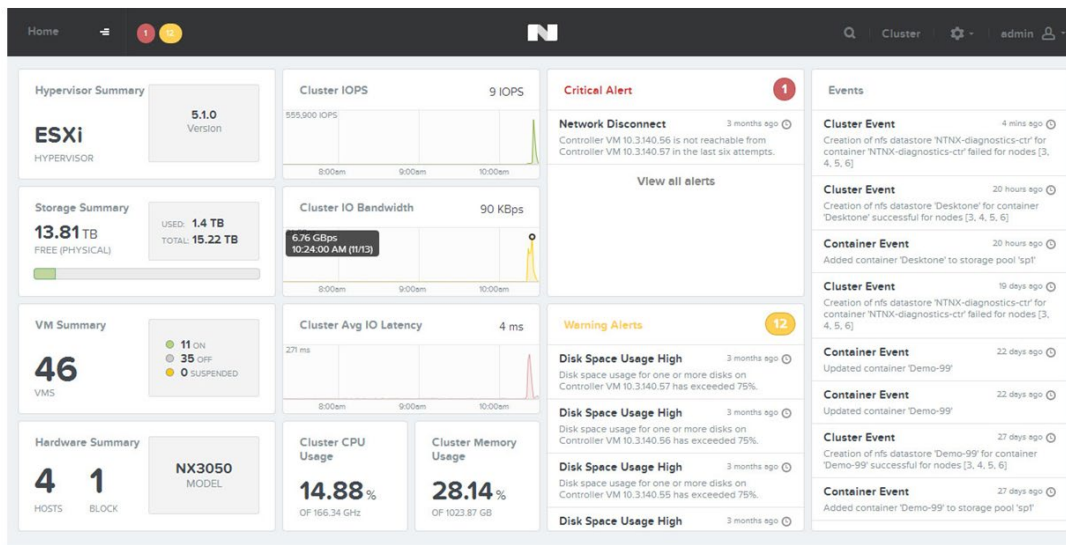 Home
1
12
Cluster
admin
Hypervisor Summary
ESXi
HYPERVISOR
5.1.0
Version
Storage Summary
13.81 TB
FREE (PHYSICAL)
USED: 1.4 TB
TOTAL: 15.22 TB
VM Summary
46
VMS
11 ON
35 OFF
0 SUSPENDED
Hardware Summary
4
HOSTS
1
BLOCK
NX3050
MODEL
Cluster IOPS
9 IOPS
555,900 IOPS
8:00am 9:00am 10:00am
Cluster IO Bandwidth
90 KBps
6.76 GBps
10:24:00 AM (11/13)
8:00am 9:00am 10:00am
Cluster Avg IO Latency
4 ms
271 ms
8:00am 9:00am 10:00am
Cluster CPU
Usage
14.88 %
OF 166.34 GHz
Cluster Memory
Usage
28.14 %
OF 1023.87 GB
Critical Alert
1
Network Disconnect 3 months ago
Controller VM 10.3.140.56 is not reachable from
Controller VM 10.3.140.57 in the last six attempts.
View all alerts
Warning Alerts
12
Disk Space Usage High 3 months ago
Disk space usage for one or more disks on
Controller VM 10.3.140.57 has exceeded 75%.
Disk Space Usage High 3 months ago
Disk space usage for one or more disks on
Controller VM 10.3.140.56 has exceeded 75%.
Disk Space Usage High 3 months ago
Disk space usage for one or more disks on
Controller VM 10.3.140.55 has exceeded 75%.
Disk Space Usage High 3 months ago
Events
Cluster Event 4 mins ago
Creation of nfs datastore 'NTNX-diagnostics-ctr' for
container 'NTNX-diagnostics-ctr' failed for nodes [3,
4, 5, 6]
Cluster Event 20 hours ago
Creation of nfs datastore 'Desktone' for container
'Desktone' successful for nodes [3, 4, 5, 6]
Container Event 20 hours ago
Added container 'Desktone' to storage pool 'sp1'
Cluster Event 19 days ago
Creation of nfs datastore 'NTNX-diagnostics-ctr' for
container 'NTNX-diagnostics-ctr' failed for nodes [3,
4, 5, 6]
Container Event 22 days ago
Updated container 'Demo-99'
Container Event 22 days ago
Updated container 'Demo-99'
Cluster Event 27 days ago
Creation of nfs datastore 'Demo-99' for container
'Demo-99' successful for nodes [3, 4, 5, 6]
Container Event 27 days ago
Added container 'Demo-99' to storage pool 'sp1'